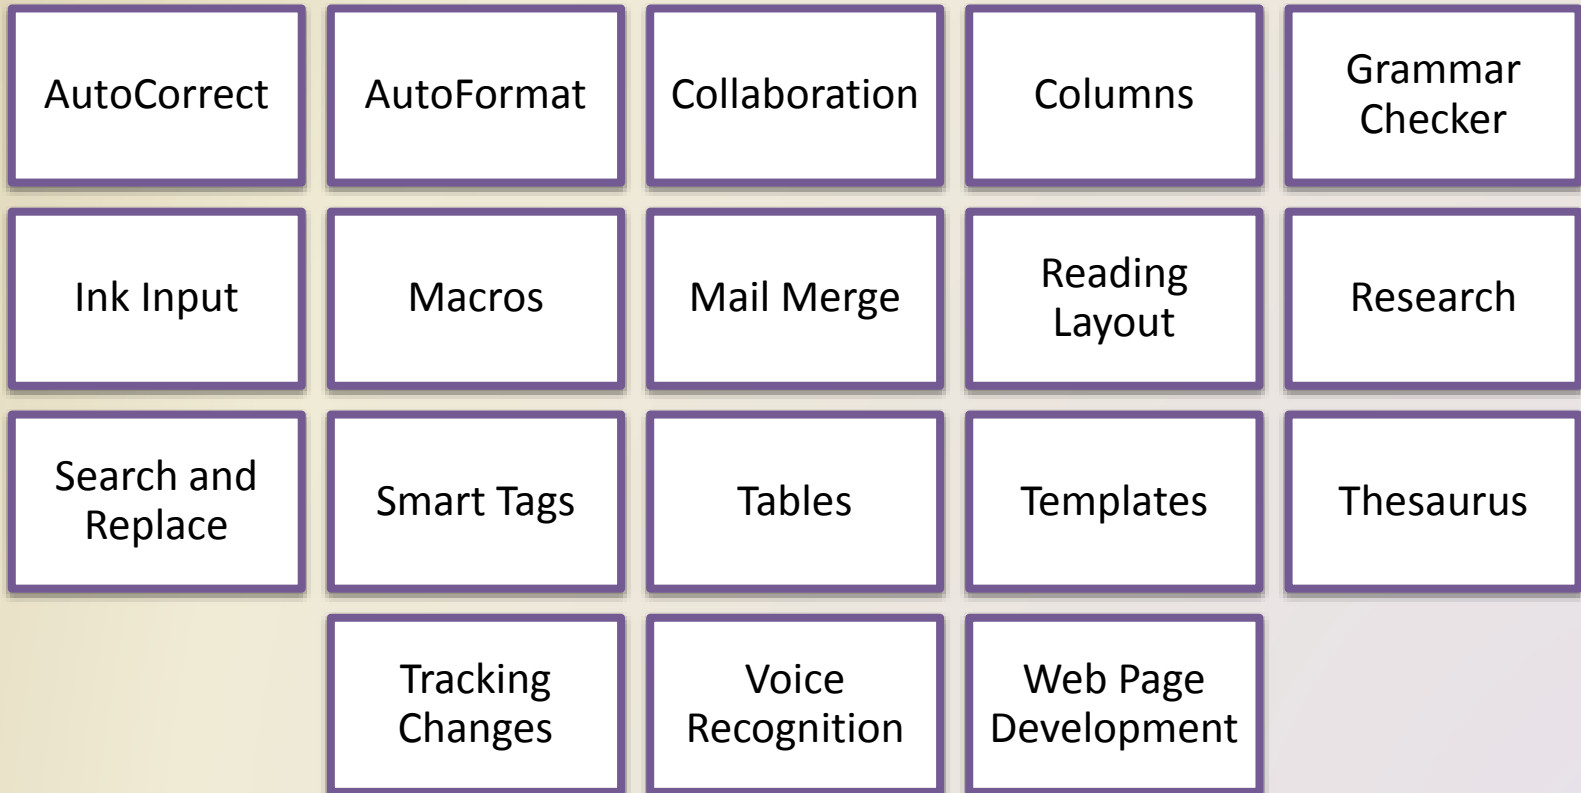 AutoCorrect
AutoFormat
Collaboration
Columns
Grammar
Checker
Ink Input
Macros
Mail Merge
Reading
Layout
Research
Search and
Replace
Smart Tags
Tables
Templates
Thesaurus
Tracking
Changes
Voice
Recognition
Web Page
Development